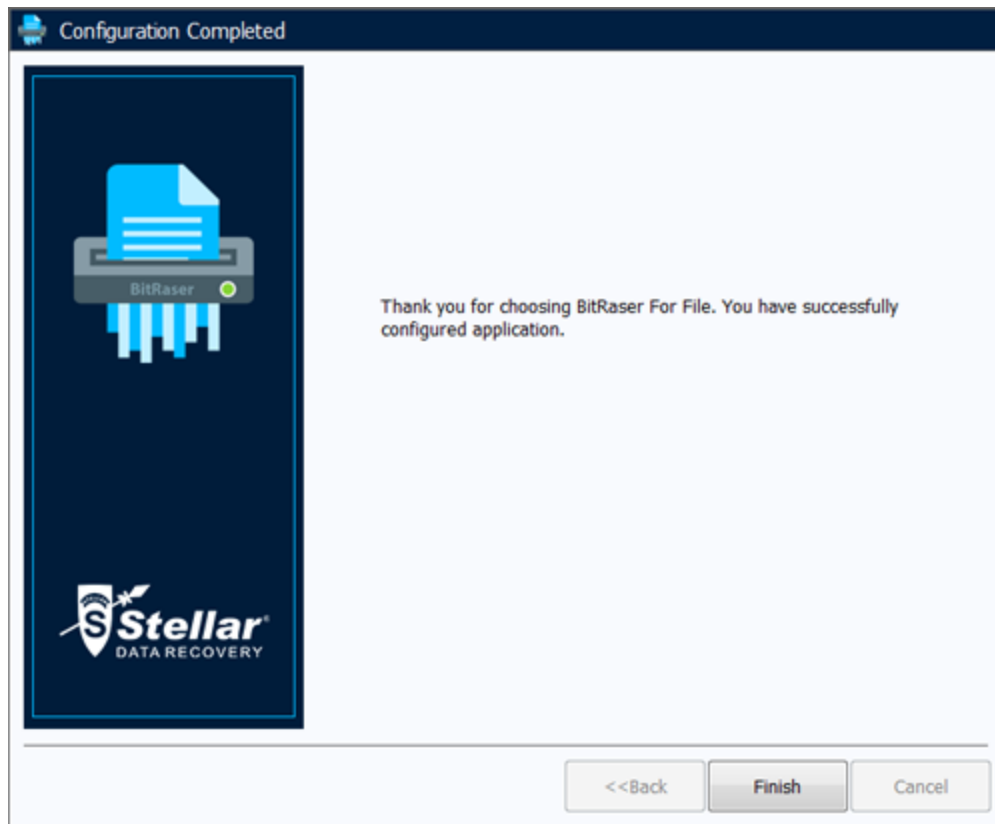 Configuration Completed
BitRaser
Thank you for choosing BitRaser For File. You have successfully
configured application.
Stellar
DATA RECOVERY
<<Back
Finish
Cancel